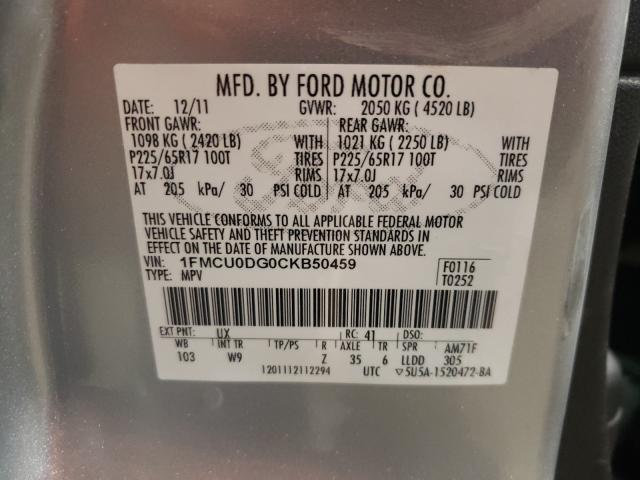 MFD. BY FORD MOTOR CO.
DATE: 12/11 GVWR: 2050 KG ( 4520 LB)
FRONT GAWR: REAR GAWR:
1098 KG ( 2420 LB) WITH 1021 KG ( 2250 LB) WITH
P225/65R17 100T TIRES P225/65R17 100T TIRES
17x7.0J RIMS 17x7.0J RIMS
AT 205 kPa/ 30 PSI COLD AT 205 kPa/ 30 PSI COLD
THIS VEHICLE CONFORMS TO ALL APPLICABLE FEDERAL MOTOR
VEHICLE SAFETY AND THEFT PREVENTION STANDARDS IN
EFFECT ON THE DATE OF MANUFACTURE SHOWN ABOVE.
VIN: 1FMCU0DG0CKB50459 F0116
TYPE: MPV T0252
EXT PNT: UX RC: 41 DSO:
WB INT TR TP/PS R AXLE TR SPR AM71F
103 W9 Z 35 6 LLDD 305
1201112112294 UTC ▽5U5A-1520472-BA